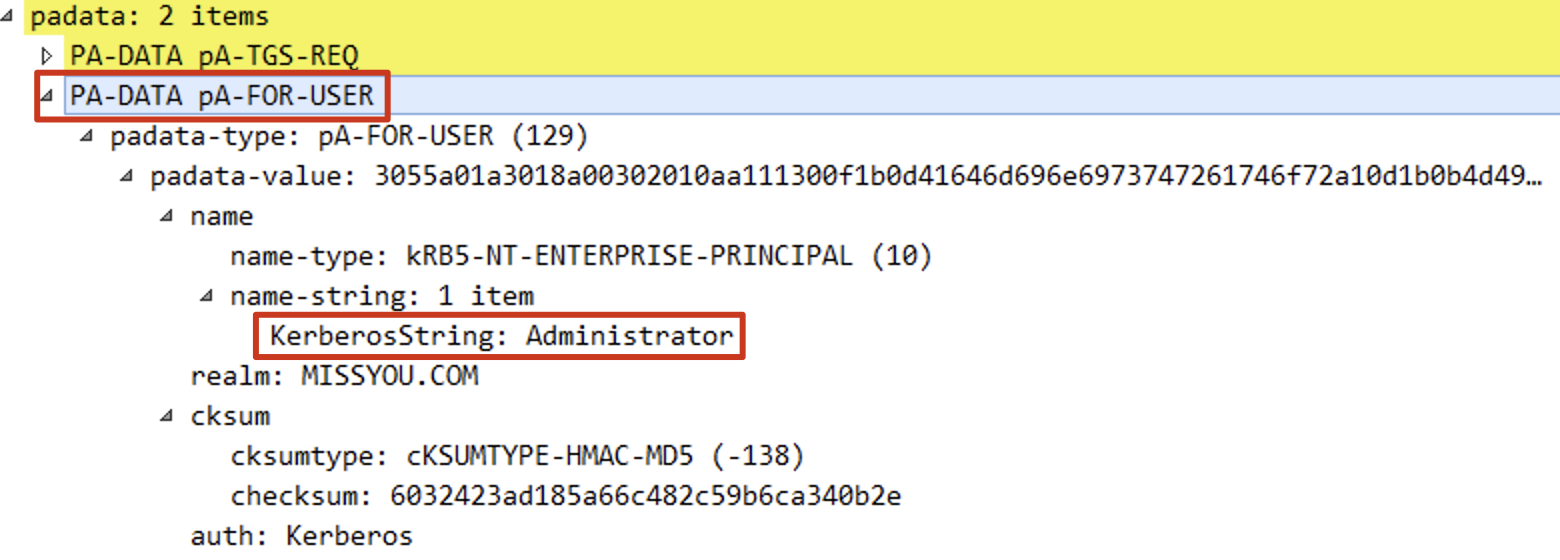 padata: 2 items
PA-DATA pA-TGS-REQ
PA-DATA pA-FOR-USER
padata-type: pA-FOR-USER (129)
padata-value: 3055a01a3018a00302010aa111300f1b0d41646d696e6973747261746f72a10d1b0b4d49…
name
name-type: kRB5-NT-ENTERPRISE-PRINCIPAL (10)
name-string: 1 item
KerberosString: Administrator
realm: MISSYOU.COM
cksum
cksumtype: cKSUMTYPE-HMAC-MD5 (-138)
checksum: 6032423ad185a66c482c59b6ca340b2e
auth: Kerberos